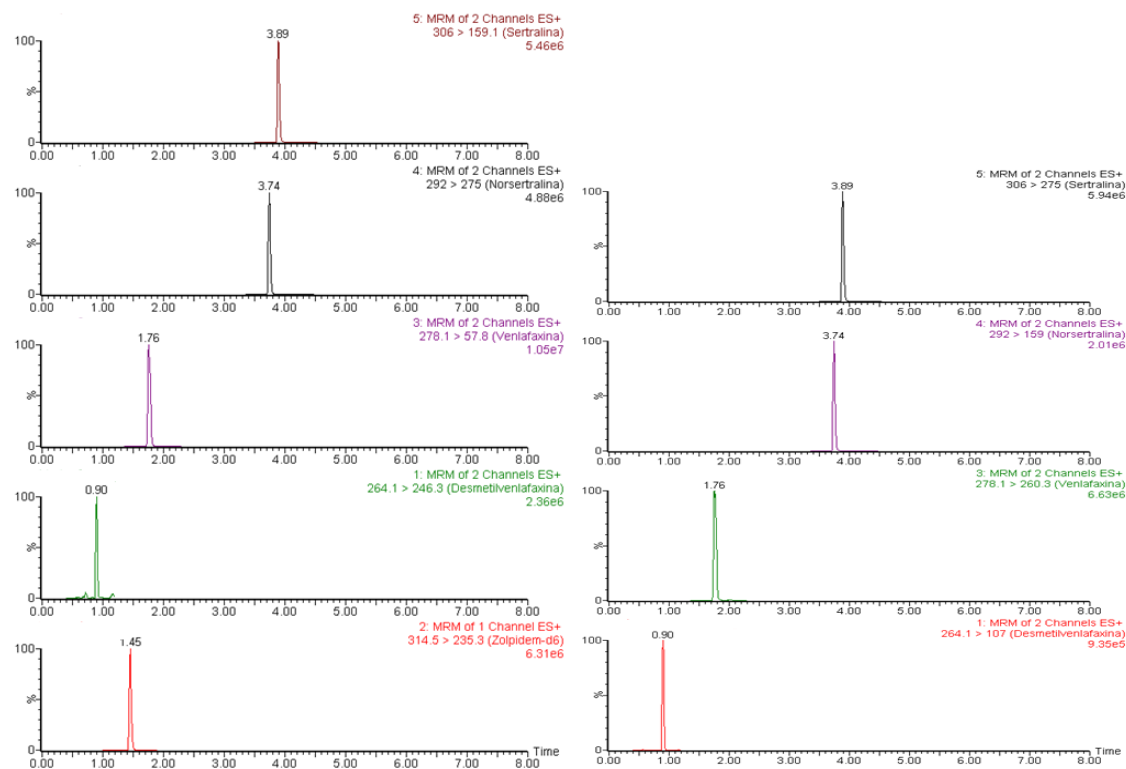 5: MRM of 2 Channels ES+
306 > 159.1 (Sertralina)
5.46e6
100
3.89
%
0
0.00 1.00 2.00 3.00 4.00 5.00 6.00 7.00 8.00
4: MRM of 2 Channels ES+
292 > 275 (Norsertralina)
4.88e6
100
3.74
%
0
0.00 1.00 2.00 3.00 4.00 5.00 6.00 7.00 8.00
3: MRM of 2 Channels ES+
278.1 > 57.8 (Venlafaxina)
1.05e7
100
1.76
%
0
0.00 1.00 2.00 3.00 4.00 5.00 6.00 7.00 8.00
1: MRM of 2 Channels ES+
264.1 > 246.3 (Desmetilvenlafaxina)
2.36e6
100
0.90
%
0
0.00 1.00 2.00 3.00 4.00 5.00 6.00 7.00 8.00
2: MRM of 1 Channel ES+
314.5 > 235.3 (Zolpidem-d6)
6.31e6
100
1.45
%
0
Time
0.00 1.00 2.00 3.00 4.00 5.00 6.00 7.00 8.00
5: MRM of 2 Channels ES+
306 > 275 (Sertralina)
5.94e6
100
3.89
%
0
0.00 1.00 2.00 3.00 4.00 5.00 6.00 7.00 8.00
4: MRM of 2 Channels ES+
292 > 159 (Norsertralina)
2.01e6
100
3.74
%
0
0.00 1.00 2.00 3.00 4.00 5.00 6.00 7.00 8.00
3: MRM of 2 Channels ES+
278.1 > 260.3 (Venlafaxina)
6.63e6
100
1.76
%
0
0.00 1.00 2.00 3.00 4.00 5.00 6.00 7.00 8.00
1: MRM of 2 Channels ES+
264.1 > 107 (Desmetilvenlafaxina)
9.35e5
100
0.90
%
0
Time
0.00 1.00 2.00 3.00 4.00 5.00 6.00 7.00 8.00